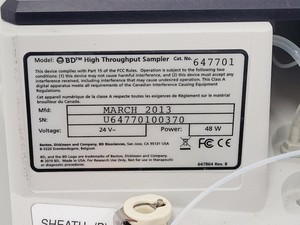 Model: BD™ High Throughput Sampler Cat. No. 647701
This device complies with Part 15 of the FCC Rules. Operation is subject to the following two
conditions: (1) this device may not cause harmful interference, and (2) this device must accept any
interference received, including interference that may cause undesired operation. This Class A
digital apparatus meets all requirements of the Canadian Interference Causing Equipment
Regulations.
Cet appareil numérique de la classe A respecte toutes les exigences du Règlement sur le matériel
brouilleur du Canada.
Mfd: MARCH 2013
SN: U64770100370
Voltage: 24 V⎓ Power: 48 W
Becton, Dickinson and Company, BD Biosciences, San Jose, CA 95131 USA
BD, and the BD Logo are trademarks of Becton, Dickinson and Company.
For Research Use Only. Not for use in diagnostic or
therapeutic procedures.
FC CE
647864 Rev. B
SHEATH